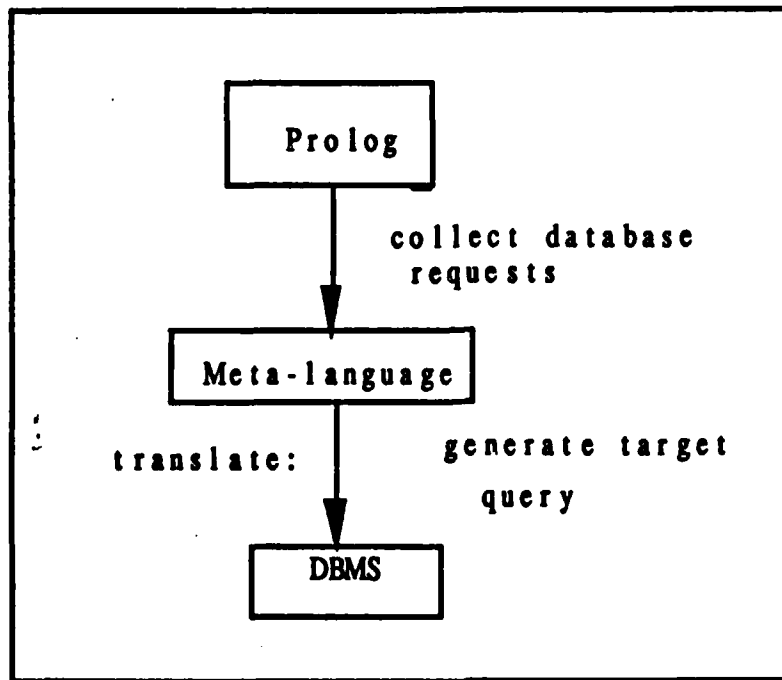 Prolog
collect database
requests
Meta-language
translate:
generate target
query
DBMS